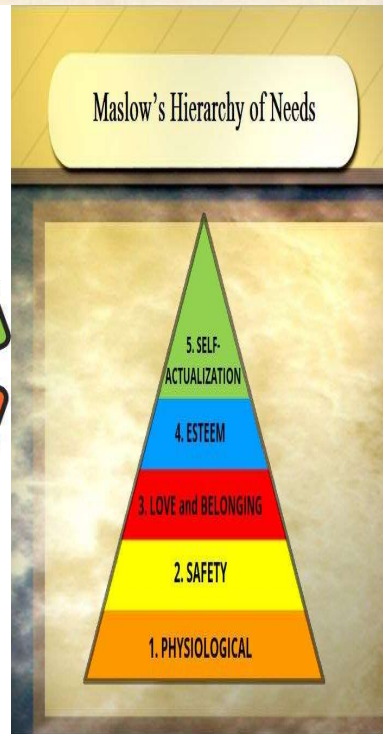 Maslow's Hierarchy of Needs
5. SELF-
ACTUALIZATION
4. ESTEEM
3. LOVE and BELONGING
2. SAFETY
1. PHYSIOLOGICAL